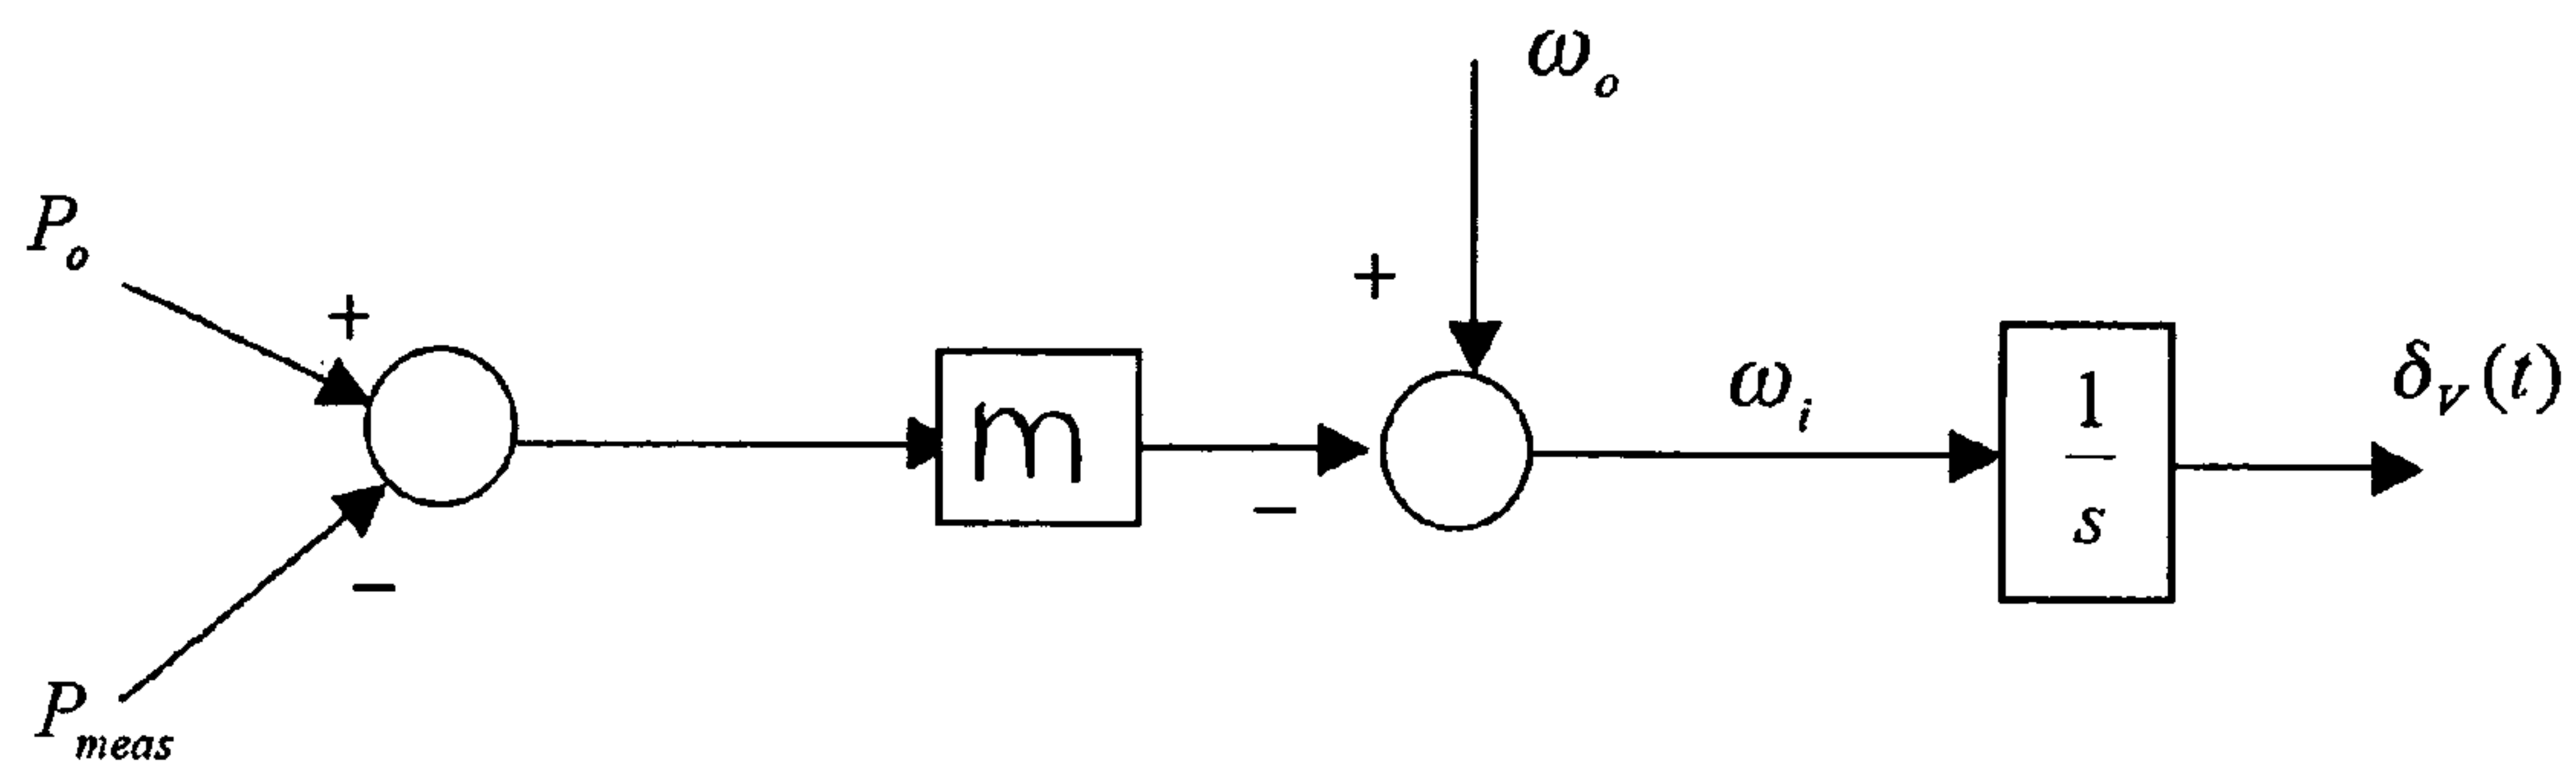 ω_o
P_o
+
+
m
ω_i
1
s
δ_V (t)
−
−
P_meas